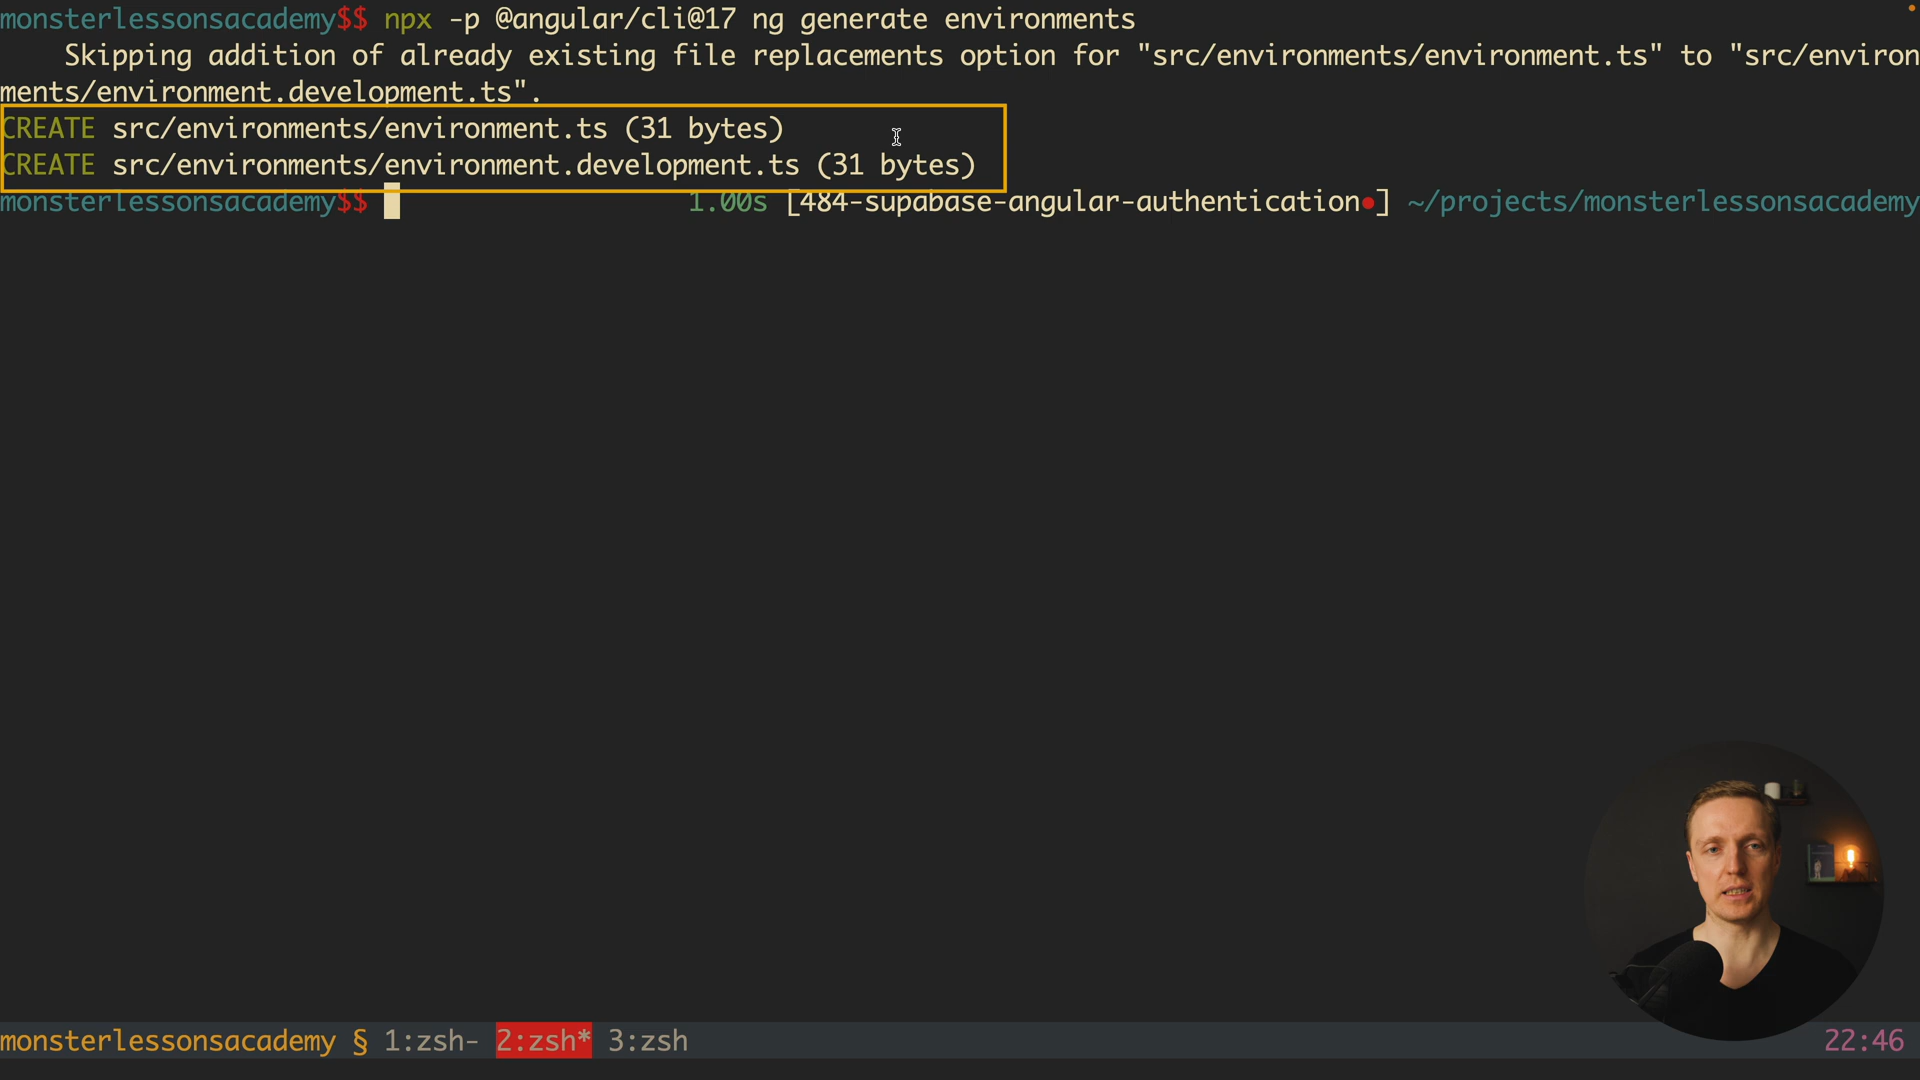 monsterlessonsacademy$$ npx -p @angular/cli@17 ng generate environments
Skipping addition of already existing file replacements option for "src/environments/environment.ts" to "src/environ
ments/environment.development.ts".
CREATE src/environments/environment.ts (31 bytes)
CREATE src/environments/environment.development.ts (31 bytes)
monsterlessonsacademy$$ 1.00s [484-supabase-angular-authentication●] ~/projects/monsterlessonsacademy
monsterlessonsacademy § 1:zsh- 2:zsh* 3:zsh 22:46